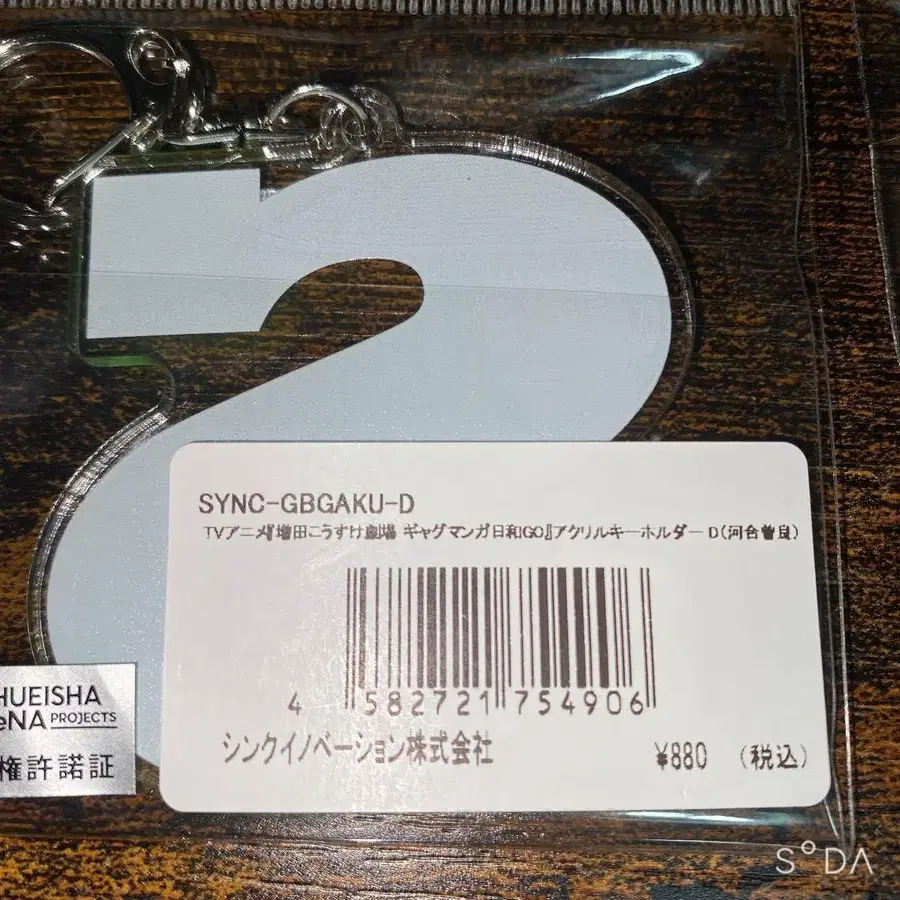 SYNC-GBGAKU-D
TVアニメ『増田こうすけ劇場 ギャグマンガ日和GO』アクリルキーホルダー D(河合曽良)
4 582721 754906
シンクイノベーション株式会社
¥880 (税込)
HUEISHA
eNA PROJECTS
権許諾証
SODA